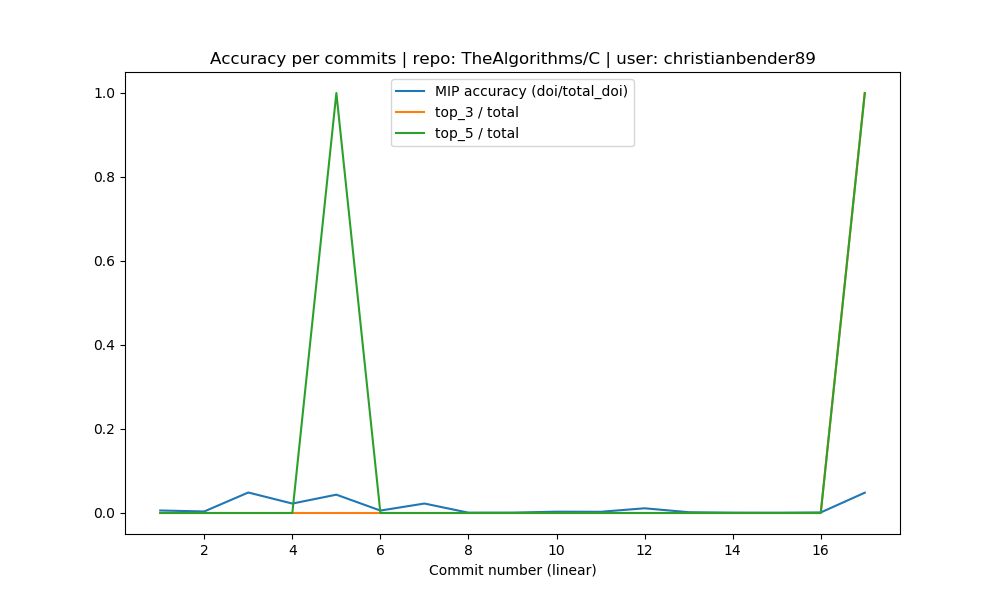 Accuracy per commits | repo: TheAlgorithms/C | user: christianbender89
MIP accuracy (doi/total_doi)
top_3 / total
top_5 / total
1.0
0.8
0.6
0.4
0.2
0.0
2 4 6 8 10 12 14 16
Commit number (linear)